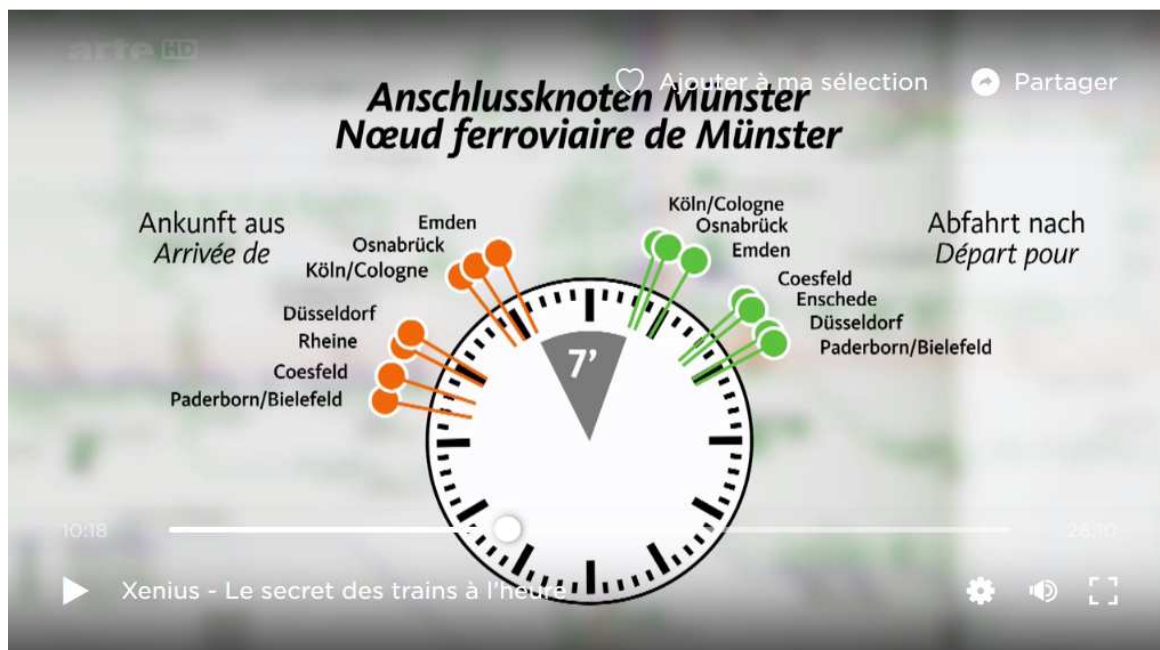 arte HD
Ajouter à ma sélection
Partager
Anschlussknoten Münster
Nœud ferroviaire de Münster
Ankunft aus
Arrivée de
Emden
Osnabrück
Köln/Cologne
Düsseldorf
Rheine
Coesfeld
Paderborn/Bielefeld
7’
Köln/Cologne
Osnabrück
Emden
Coesfeld
Enschede
Düsseldorf
Paderborn/Bielefeld
Abfahrt nach
Départ pour
10:18
26:10
Xenius - Le secret des trains à l'heure